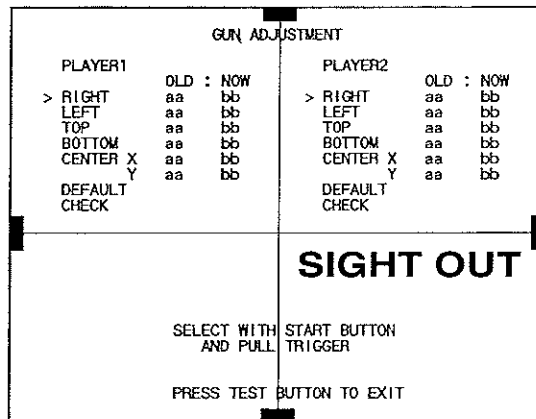 GUN ADJUSTMENT
PLAYER1
OLD : NOW
> RIGHT aa bb
LEFT aa bb
TOP aa bb
BOTTOM aa bb
CENTER X aa bb
Y aa bb
DEFAULT
CHECK
PLAYER2
OLD : NOW
> RIGHT aa bb
LEFT aa bb
TOP aa bb
BOTTOM aa bb
CENTER X aa bb
Y aa bb
DEFAULT
CHECK
SIGHT OUT
SELECT WITH START BUTTON
AND PULL TRIGGER
PRESS TEST BUTTON TO EXIT